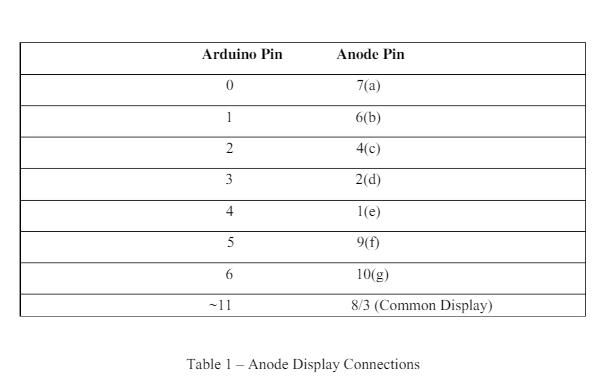 Arduino Pin Anode Pin
0 7(a)
1 6(b)
2 4(c)
3 2(d)
4 1(e)
5 9(f)
6 10(g)
~11 8/3 (Common Display)
Table 1 – Anode Display Connections